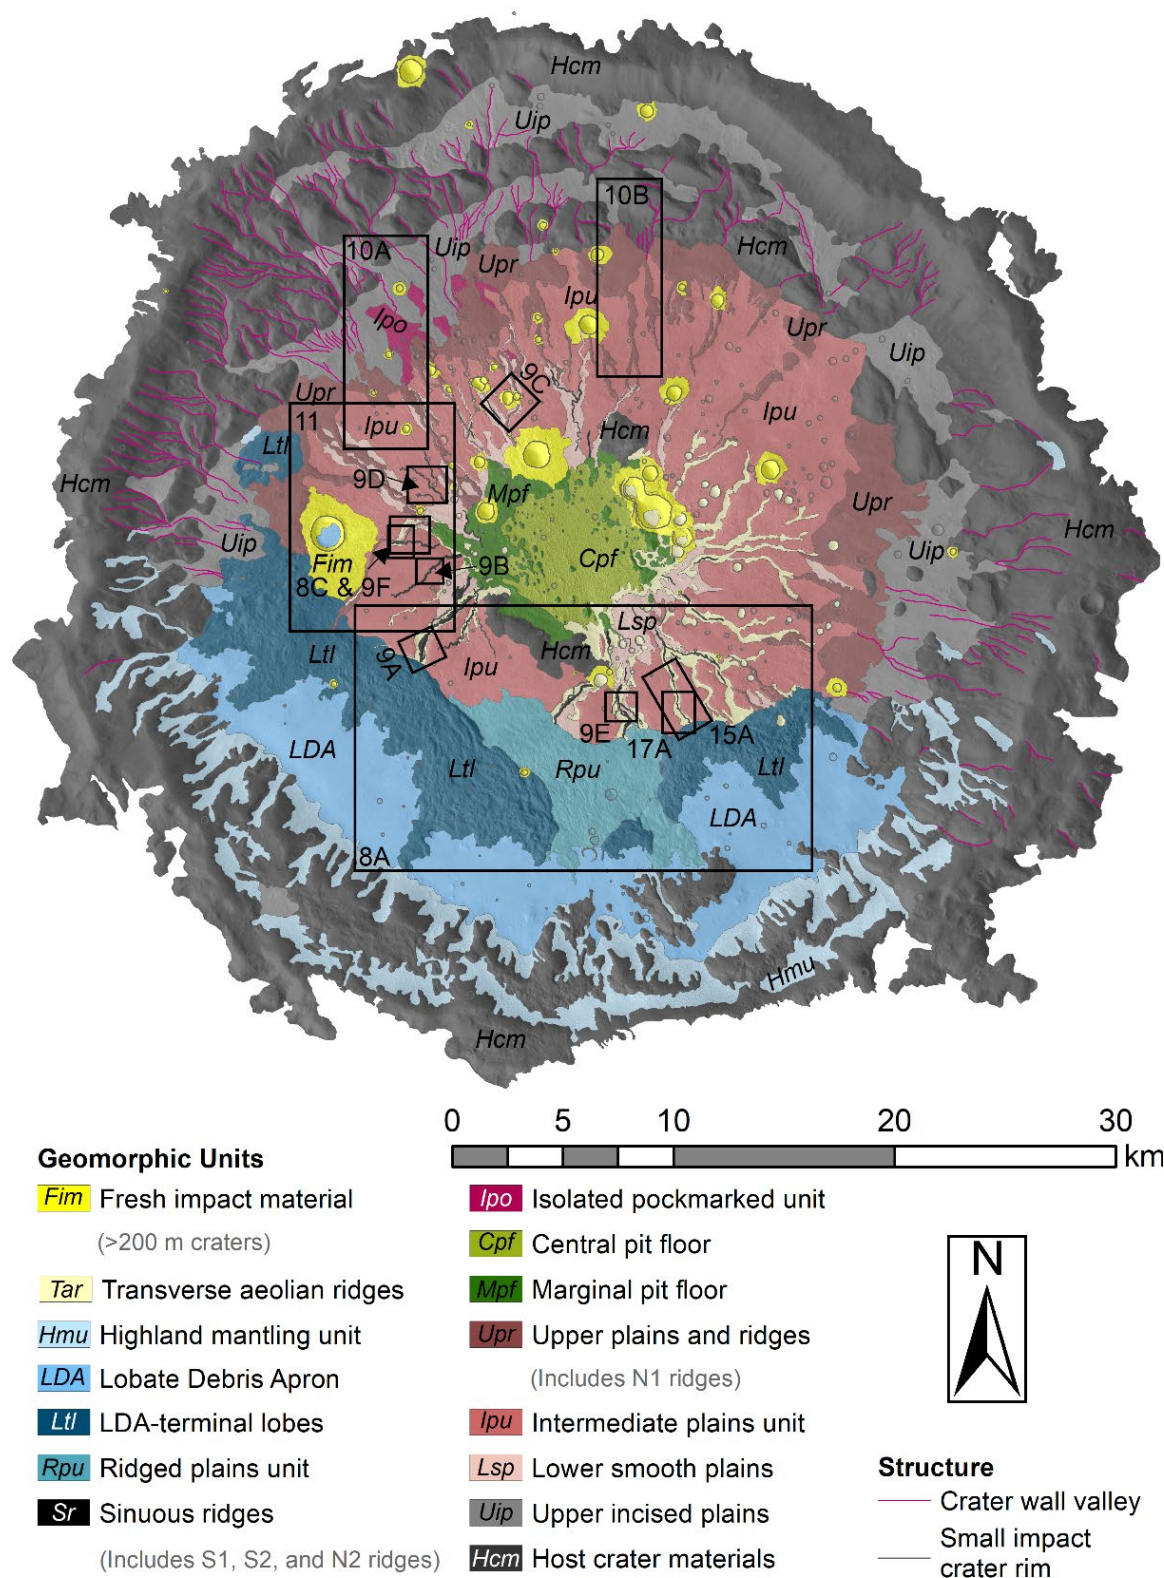 Hcm
Uip
10B
10A
Uip
Upr
Hcm
Ipu
Ipo
Upr
Uip
9C
Upr
11
Ipu
Ipu
Hcm
Ltl
9D
Mpf
Hcm
Upr
Hcm
Uip
Fim
Cpf
Uip
9B
8C & 9F
Lsp
Ltl
9A
Ipu
Hcm
LDA
9E
17A
15A
Ltl
Rpu
Ltl
LDA
8A
Hmu
Hcm
0 5 10 20 30
km
Geomorphic Units
Fim Fresh impact material
(>200 m craters)
Tar Transverse aeolian ridges
Hmu Highland mantling unit
LDA Lobate Debris Apron
Ltl LDA-terminal lobes
Rpu Ridged plains unit
Sr Sinuous ridges
(Includes S1, S2, and N2 ridges)
Ipo Isolated pockmarked unit
Cpf Central pit floor
Mpf Marginal pit floor
Upr Upper plains and ridges
(Includes N1 ridges)
Ipu Intermediate plains unit
Lsp Lower smooth plains
Uip Upper incised plains
Hcm Host crater materials
N
Structure
Crater wall valley
Small impact
crater rim